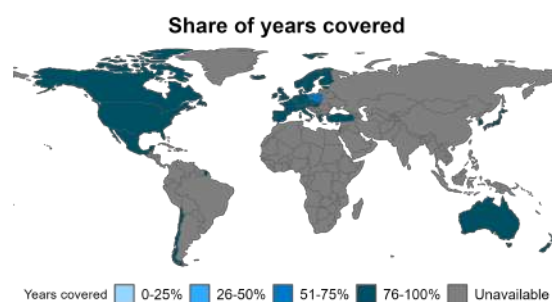 Share of years covered
Years covered 0-25% 26-50% 51-75% 76-100% Unavailable